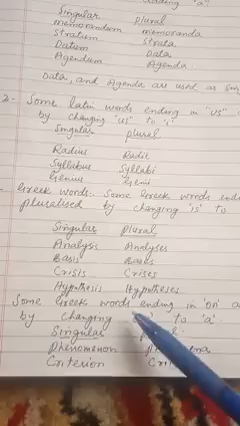 adding "a"
Singular plural
memorandum memoranda
Stratum Strata
Datum Data
Agendum Agenda
Data, and Agenda are used as
2- Some latin words ending in "us"
by changing "us" to "i"
Singular plural
Radius Radii
Syllabus Syllabi
Genius Genii
Greek words- Some Greek words
pluralised by changing 'is' to
Singular Plural
Analysis Analyses
Basis Bases
Crisis Crises
Hypothesis Hypotheses
Some Greek words ending in 'on'
by changing to 'a'.
Singular
Phenomenon
Criterion